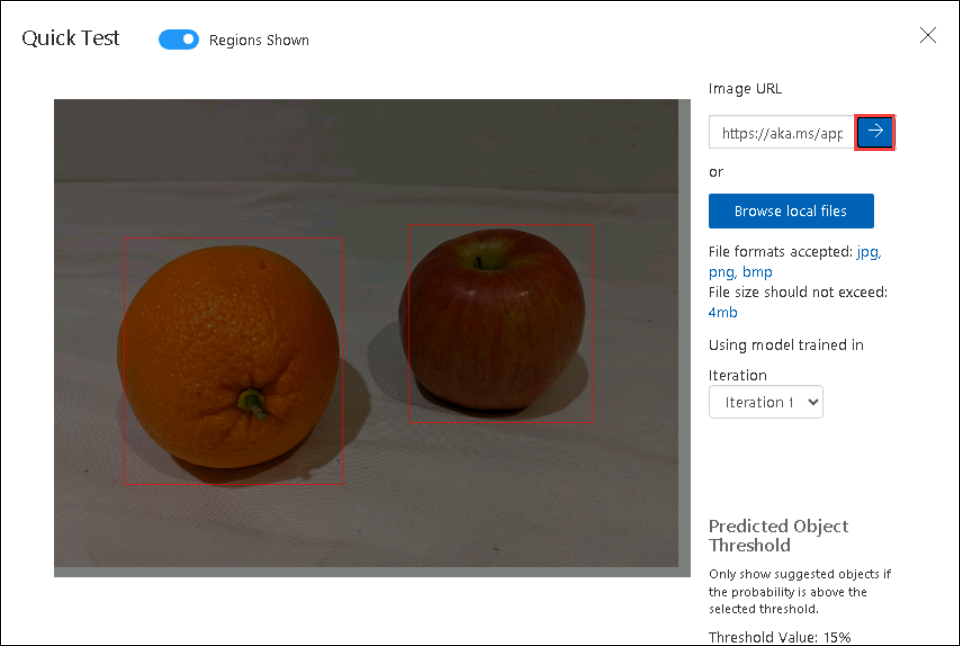 Quick Test
Regions Shown
Image URL
https://aka.ms/app
or
Browse local files
File formats accepted: jpg,
png, bmp
File size should not exceed:
4mb
Using model trained in
Iteration
Iteration 1
Predicted Object
Threshold
Only show suggested objects if
the probability is above the
selected threshold.
Threshold Value: 15%